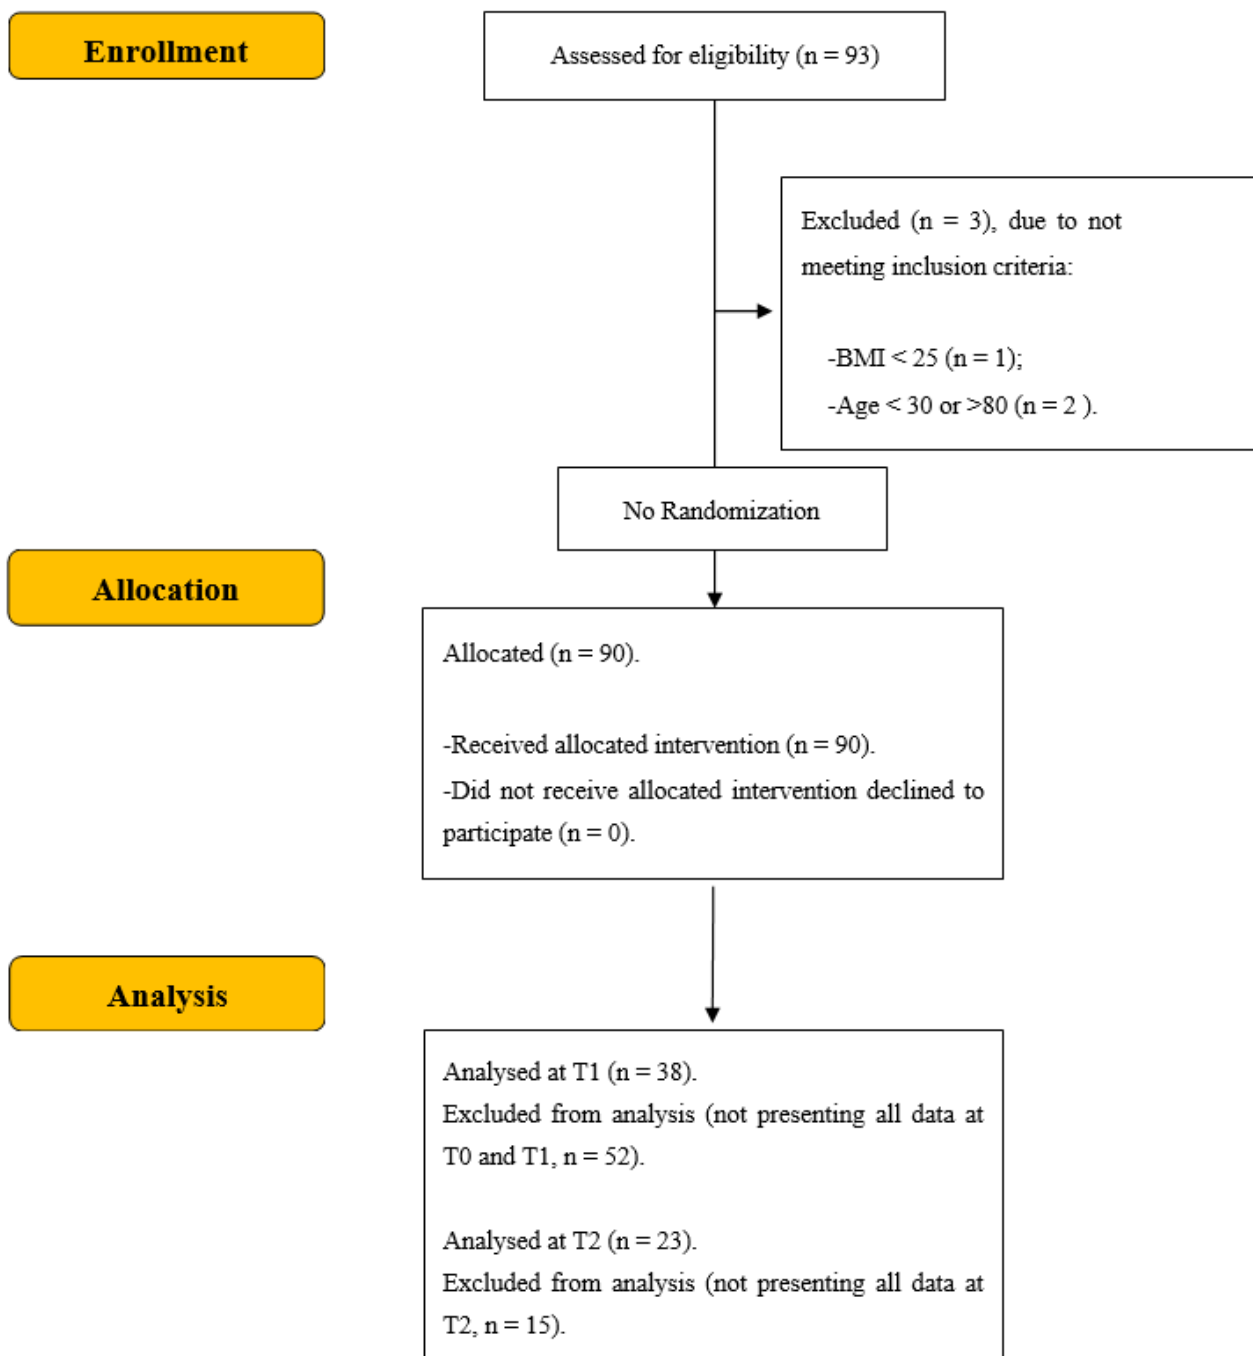 Enrollment
Assessed for eligibility (n = 93)
Excluded (n = 3), due to not
meeting inclusion criteria:
-BMI < 25 (n = 1);
-Age < 30 or >80 (n = 2 ).
No Randomization
Allocation
Allocated (n = 90).
-Received allocated intervention (n = 90).
-Did not receive allocated intervention declined to
participate (n = 0).
Analysis
Analysed at T1 (n = 38).
Excluded from analysis (not presenting all data at
T0 and T1, n = 52).
Analysed at T2 (n = 23).
Excluded from analysis (not presenting all data at
T2, n = 15).